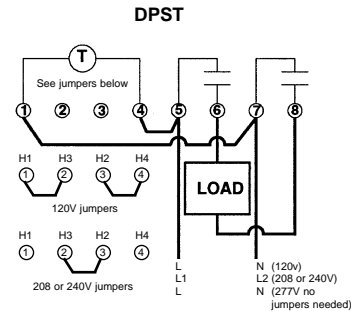 DPST
T
See jumpers below
1 2 3 4 5 6 7 8
H1 H3 H2 H4
1 2 3 4
LOAD
120V jumpers
H1 H3 H2 H4
1 2 3 4
208 or 240V jumpers
L N (120v)
L1 L2 (208 or 240V)
L N (277V no
jumpers needed)